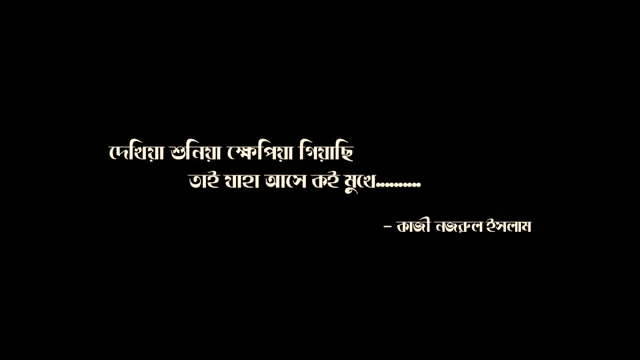 দেখিয়া শুনিয়া ক্ষেপিয়া গিয়াছি
তাই যাহা আসে কই মুখে..........
- কাজী নজরুল ইসলাম